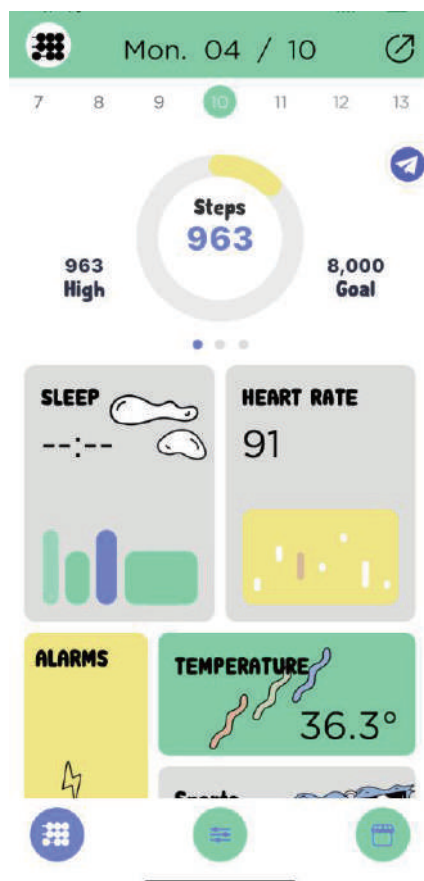 Mon. 04 / 10
7 8 9 10 11 12 13
Steps
963
963
High
8,000
Goal
SLEEP
--:--
HEART RATE
91
ALARMS
TEMPERATURE
36.3°
Sports